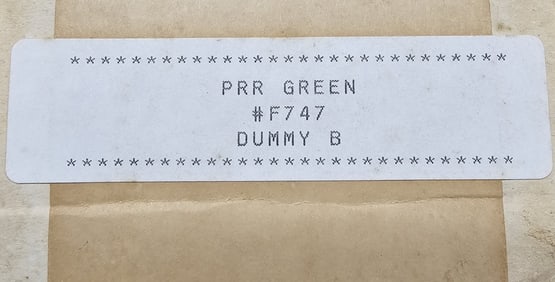 * * * * * * * * * * * * * * * * * * * * * * * * * * * * *
PRR GREEN
#F747
DUMMY B
* * * * * * * * * * * * * * * * * * * * * * * * * * * * * *